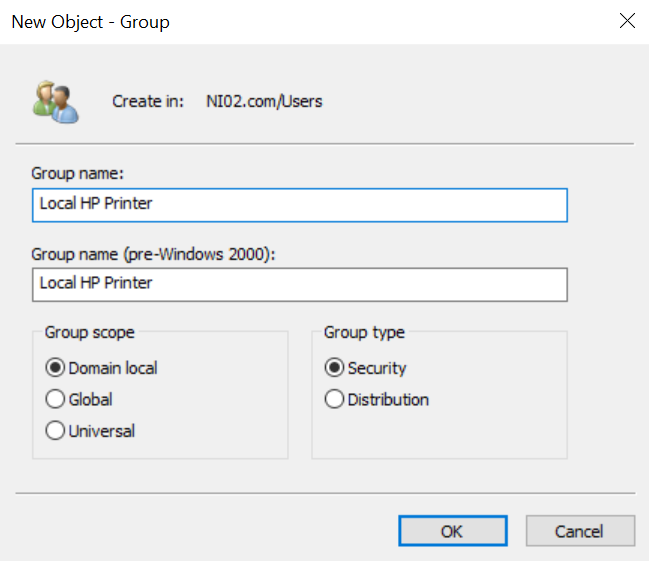 New Object - Group
Create in: NI02.com/Users
Group name:
Local HP Printer
Group name (pre-Windows 2000):
Local HP Printer
Group scope
Domain local
Global
Universal
Group type
Security
Distribution
OK
Cancel